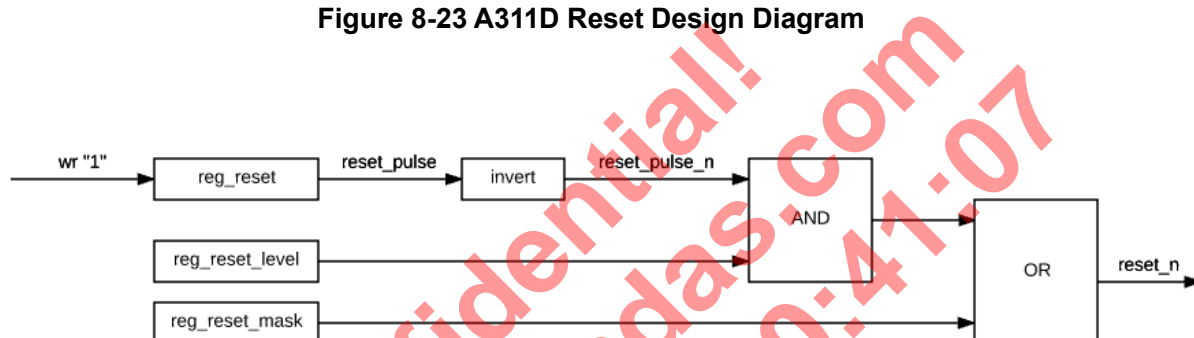 Figure 8-23 A311D Reset Design Diagram
wr "1"
reg_reset
reset_pulse
invert
reset_pulse_n
AND
reg_reset_level
OR
reset_n
reg_reset_mask